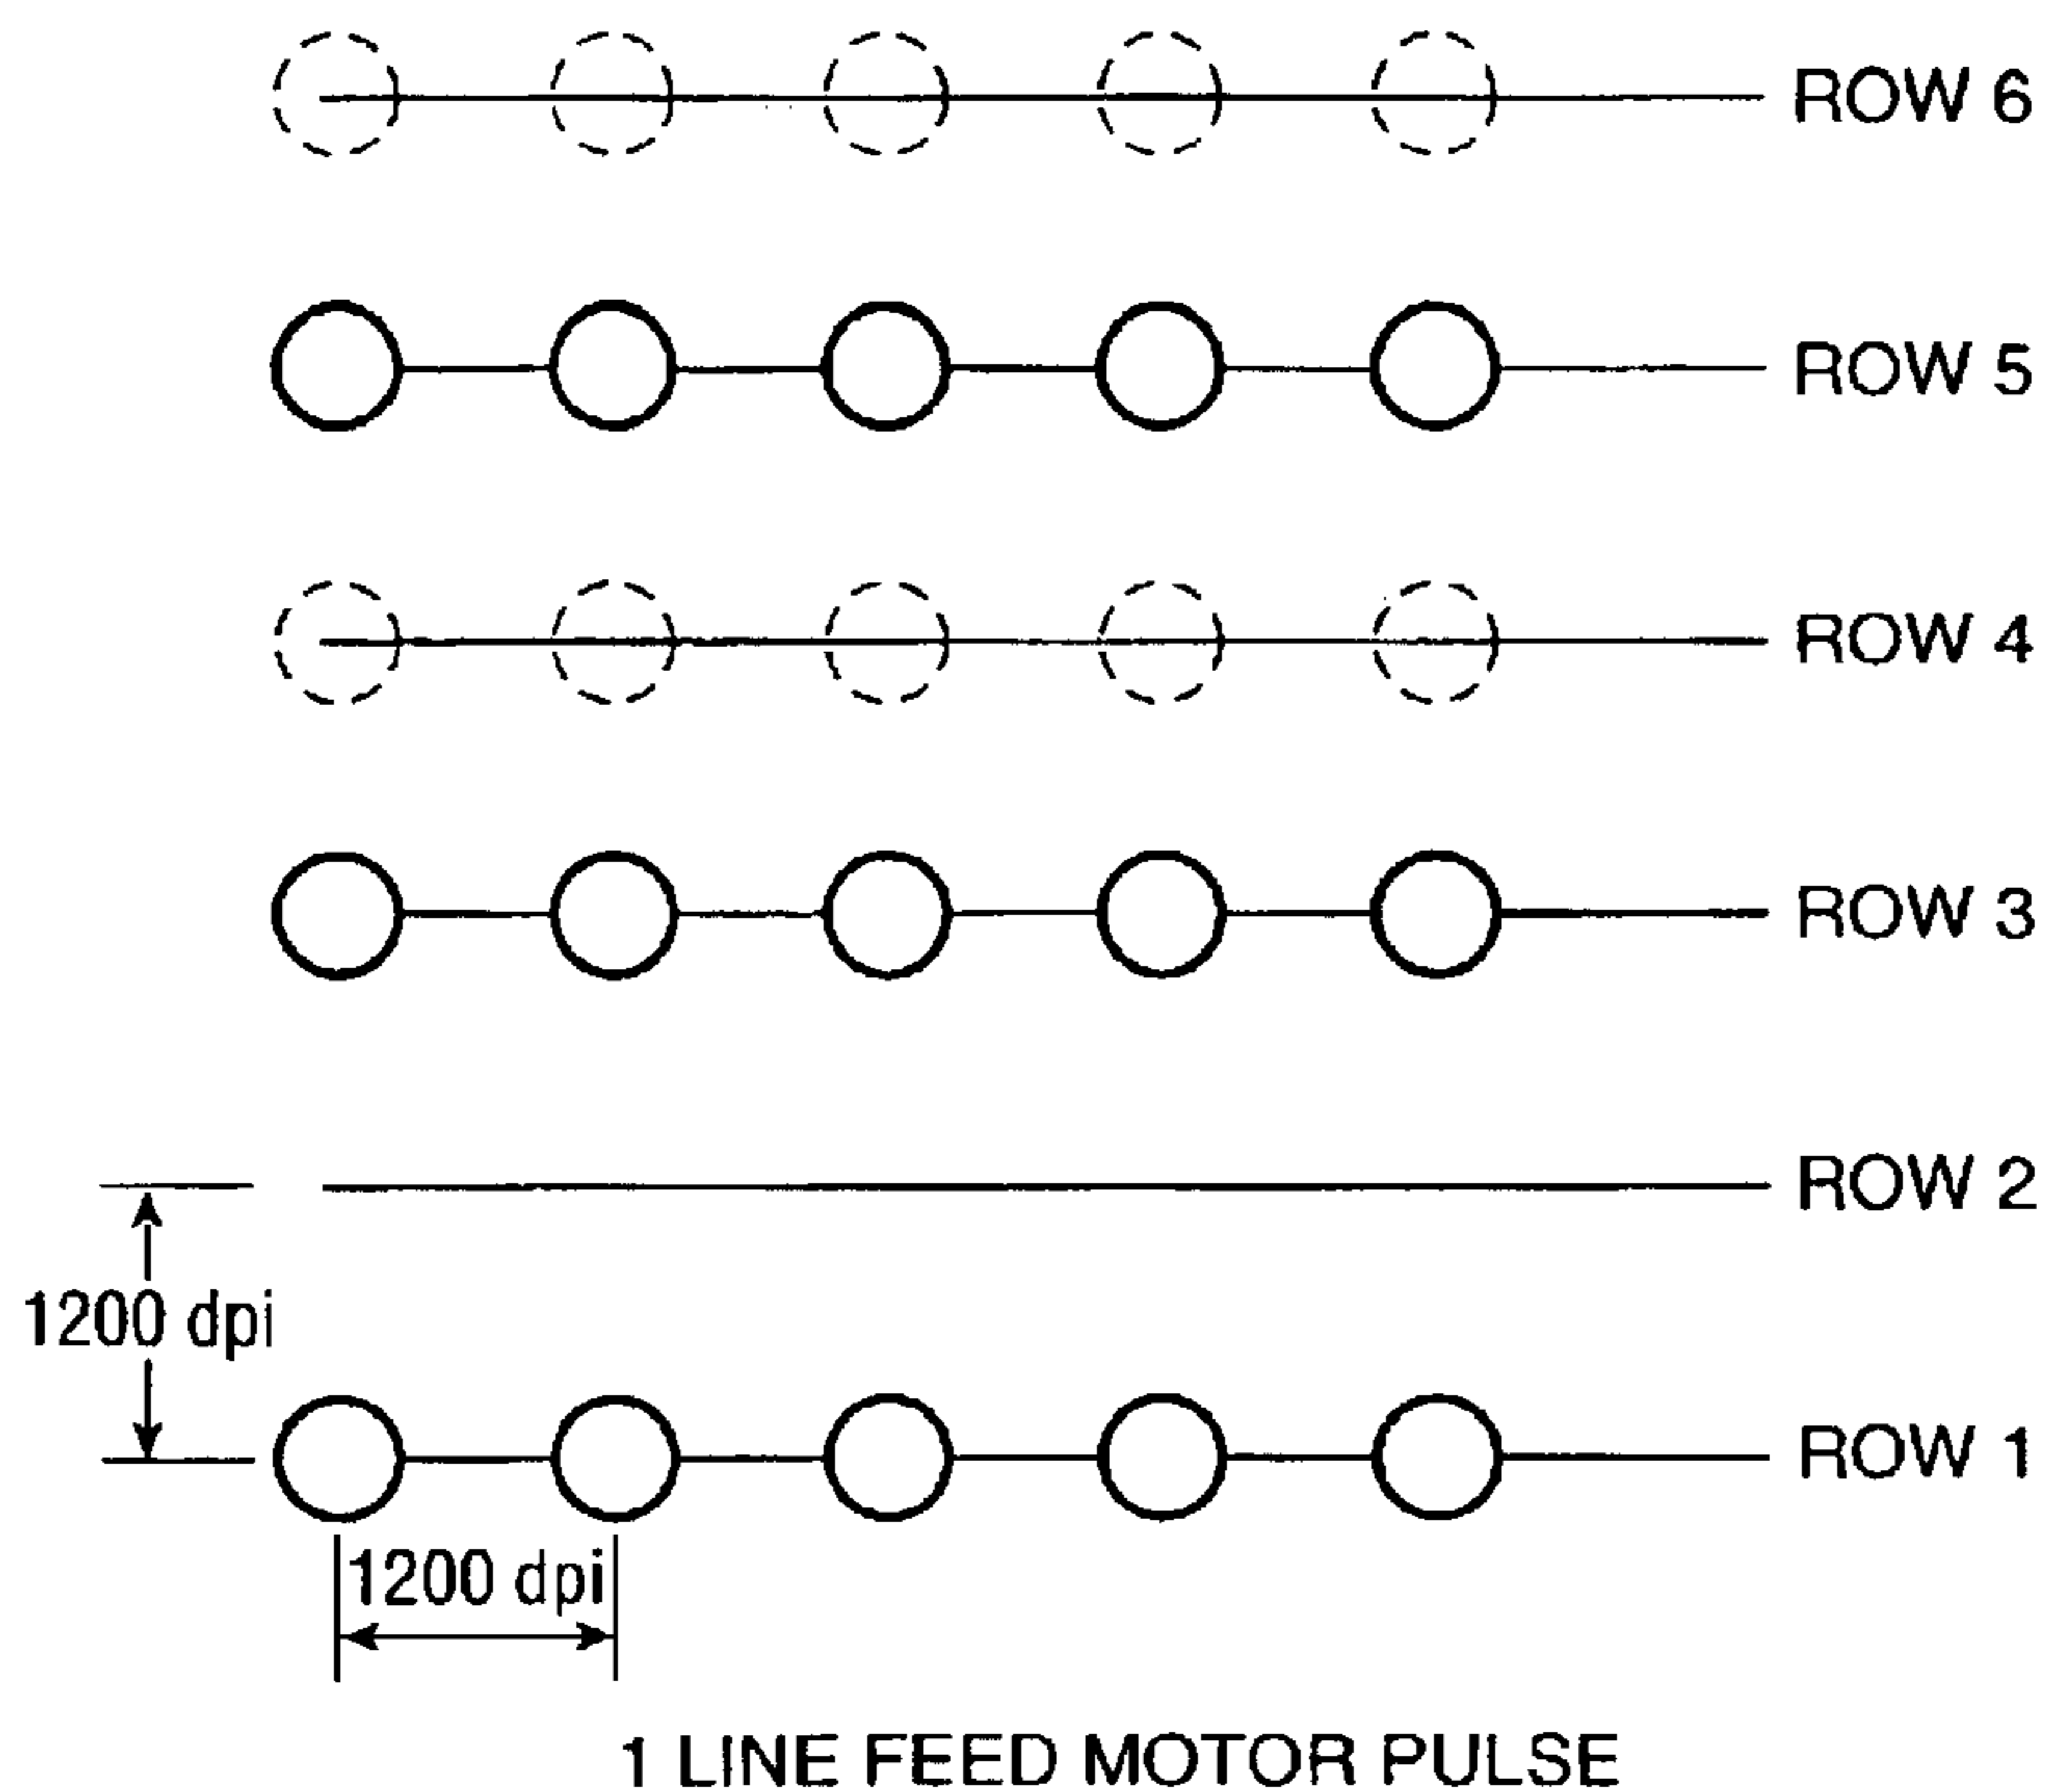 ROW 6
ROW 5
ROW 4
ROW 3
ROW 2
1200 dpi
ROW 1
1200 dpi
1 LINE FEED MOTOR PULSE